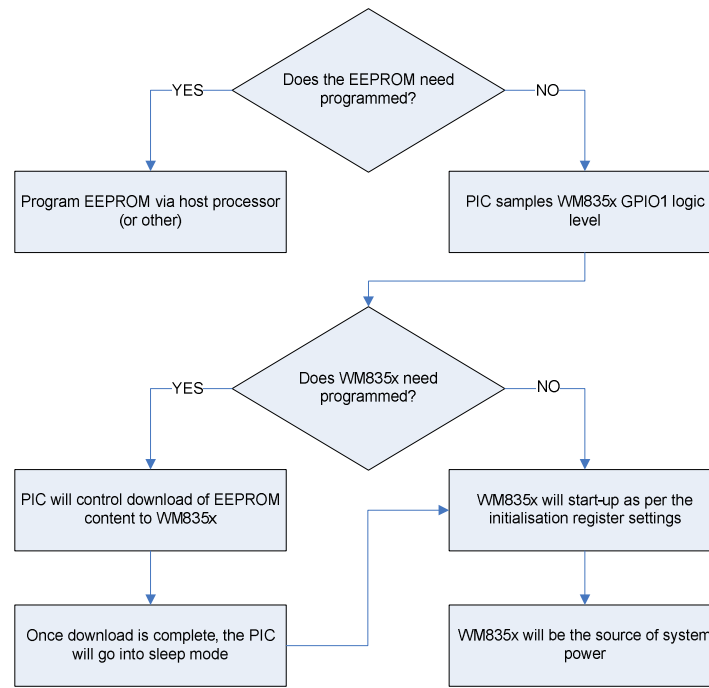 Does the EEPROM need
programmed?
YES
NO
Program EEPROM via host processor
(or other)
PIC samples WM835x GPIO1 logic
level
Does WM835x need
programmed?
YES
NO
PIC will control download of EEPROM
content to WM835x
WM835x will start-up as per the
initialisation register settings
Once download is complete, the PIC
will go into sleep mode
WM835x will be the source of system
power